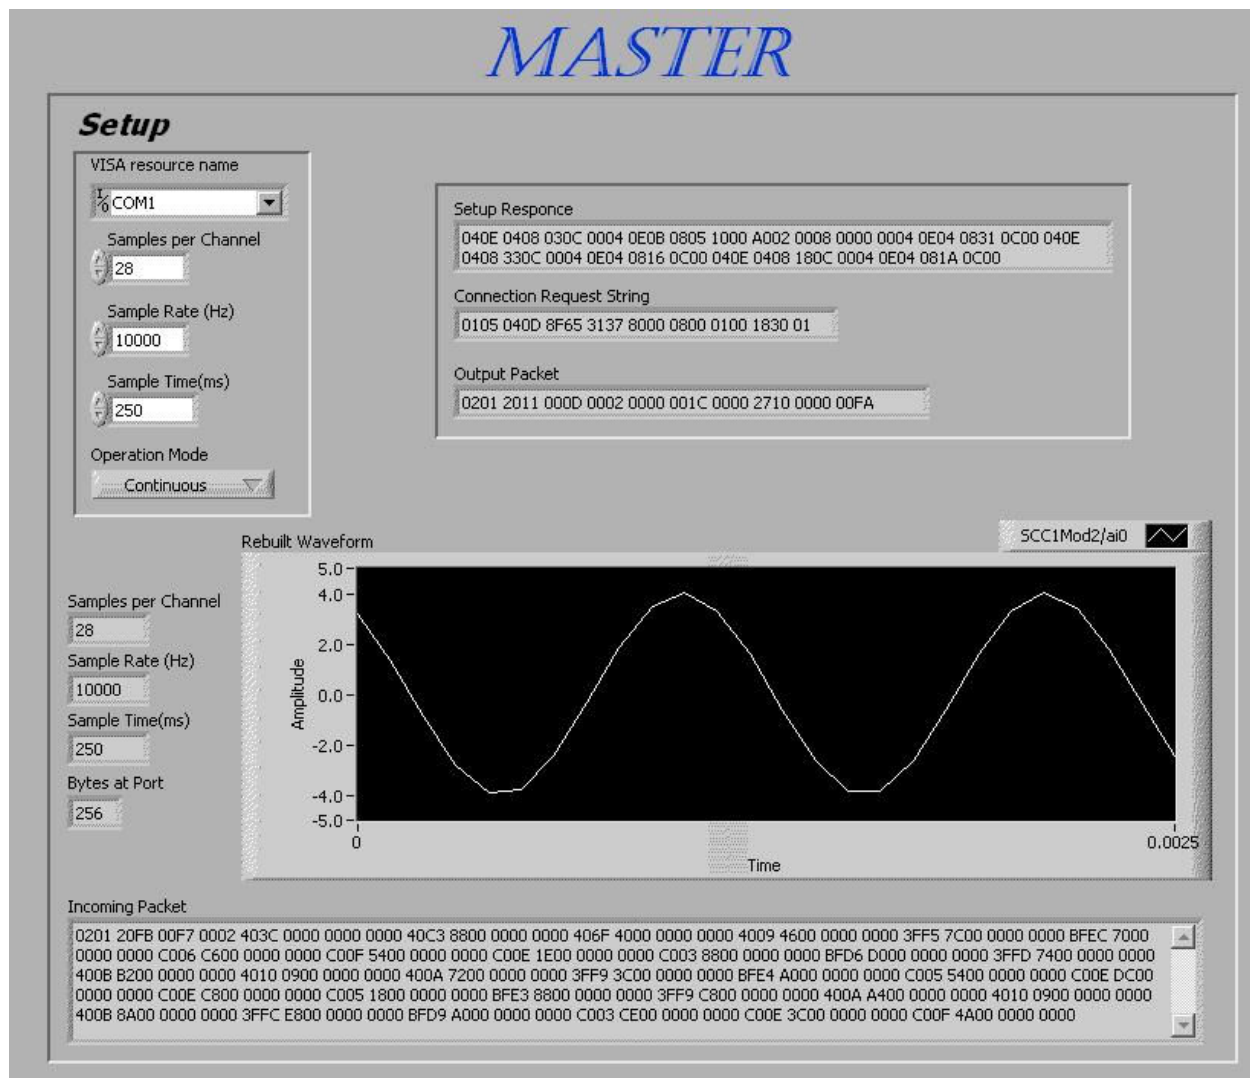 MASTER
Setup
VISA resource name
I/O COM1
Samples per Channel
28
Sample Rate (Hz)
10000
Sample Time(ms)
250
Operation Mode
Continuous
Setup Responce
040E 0408 030C 0004 0E0B 0805 1000 A002 0008 0000 0004 0E04 0831 0C00 040E
0408 330C 0004 0E04 0816 0C00 040E 0408 180C 0004 0E04 081A 0C00
Connection Request String
0105 040D 8F65 3137 8000 0800 0100 1830 01
Output Packet
0201 2011 000D 0002 0000 001C 0000 2710 0000 00FA
Samples per Channel
28
Sample Rate (Hz)
10000
Sample Time(ms)
250
Bytes at Port
256
Rebuilt Waveform
SCC1Mod2/ai0
Amplitude
5.0
4.0
2.0
0.0
-2.0
-4.0
-5.0
0
0.0025
Time
Incoming Packet
0201 20FB 00F7 0002 403C 0000 0000 0000 40C3 8800 0000 0000 406F 4000 0000 0000 4009 4600 0000 0000 3FF5 7C00 0000 0000 BFEC 7000
0000 0000 C006 C600 0000 0000 C00F 5400 0000 0000 C00E 1E00 0000 0000 C003 8800 0000 0000 BFD6 D000 0000 0000 3FFD 7400 0000 0000
400B B200 0000 0000 4010 0900 0000 0000 400A 7200 0000 0000 3FF9 3C00 0000 0000 BFE4 A000 0000 0000 C005 5400 0000 0000 C00E DC00
0000 0000 C00E C800 0000 0000 C005 1800 0000 0000 BFE3 8800 0000 0000 3FF9 C800 0000 0000 400A A400 0000 0000 4010 0900 0000 0000
400B 8A00 0000 0000 3FFC E800 0000 0000 BFD9 A000 0000 0000 C003 CE00 0000 0000 C00E 3C00 0000 0000 C00F 4A00 0000 0000